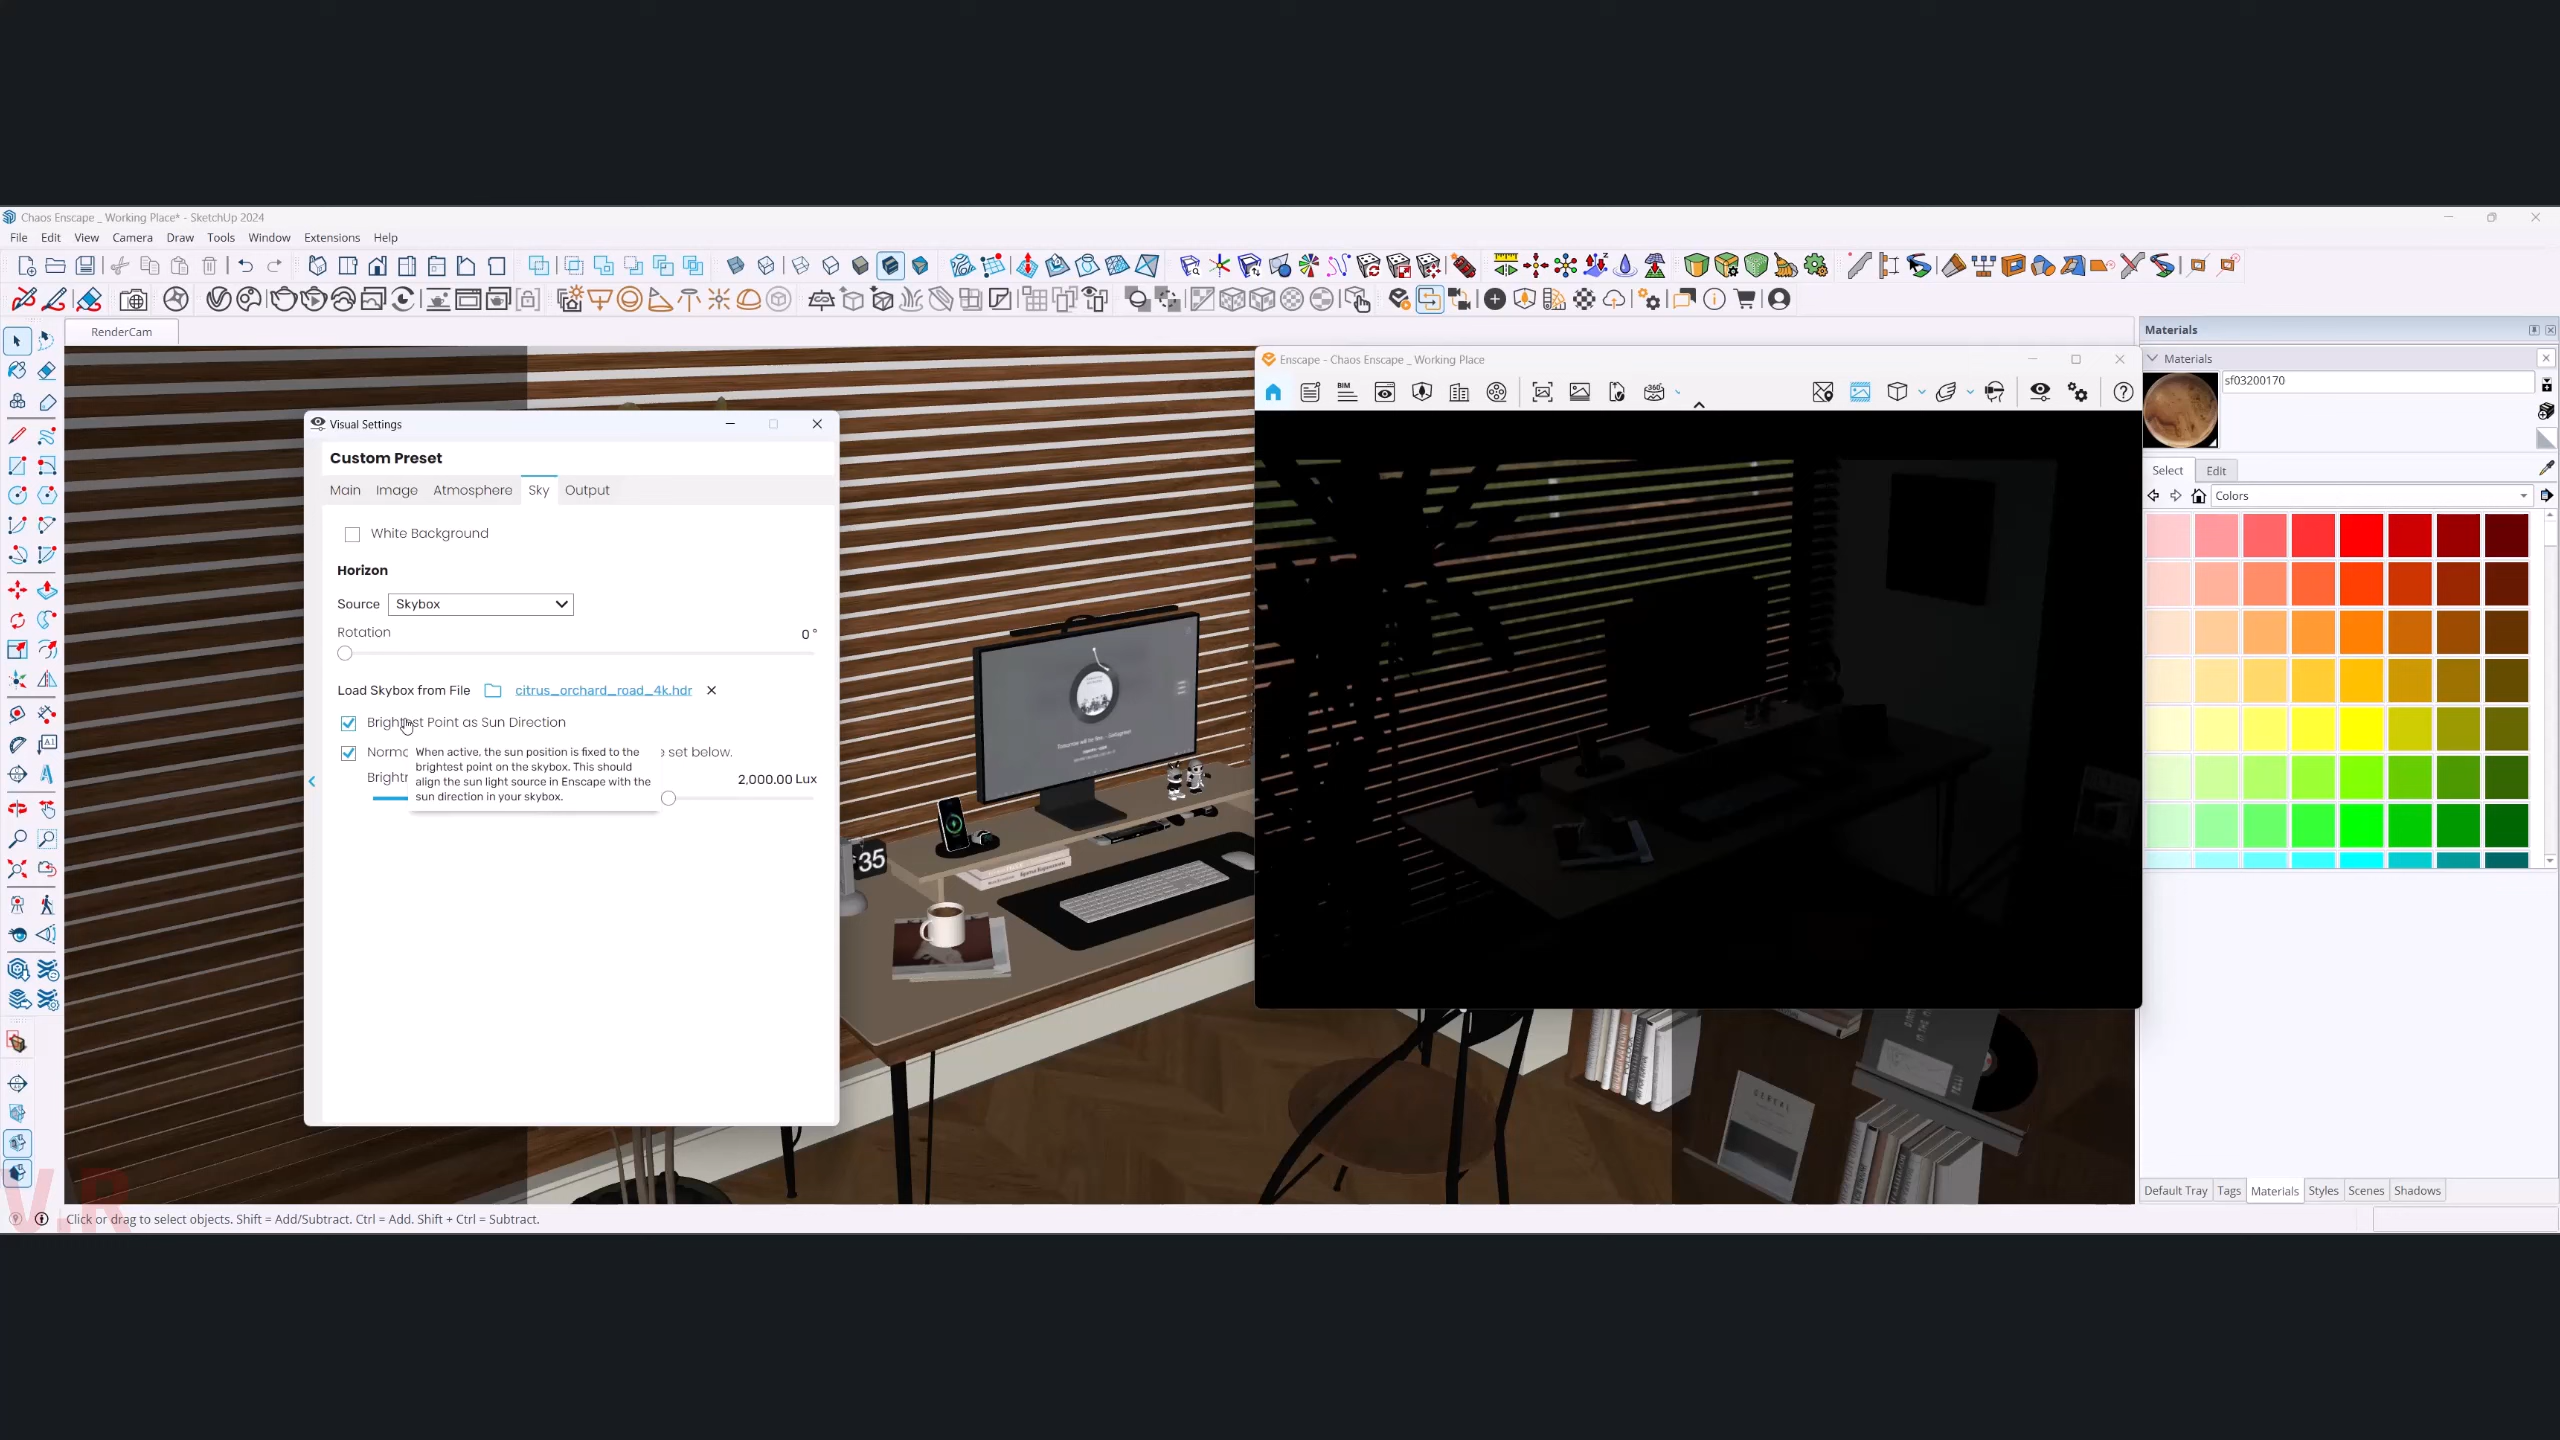 Chaos Enscape _ Working Place* - SketchUp 2024
File Edit View Camera Draw Tools Window Extensions Help
RenderCam
Visual Settings
Custom Preset
Main Image Atmosphere Sky Output
White Background
Horizon
Source Skybox
Rotation 0 °
Load Skybox from File citrus_orchard_road_4k.hdr
Brightest Point as Sun Direction
When active, the sun position is fixed to the
brightest point on the skybox. This should
align the sun light source in Enscape with the
sun direction in your skybox.
set below.
2,000.00 Lux
35
Enscape - Chaos Enscape _ Working Place
BIM
360°
Materials
Materials
sf03200170
Select Edit
Colors
Default Tray Tags Materials Styles Scenes Shadows
V.R
Click or drag to select objects. Shift = Add/Subtract. Ctrl = Add. Shift + Ctrl = Subtract.